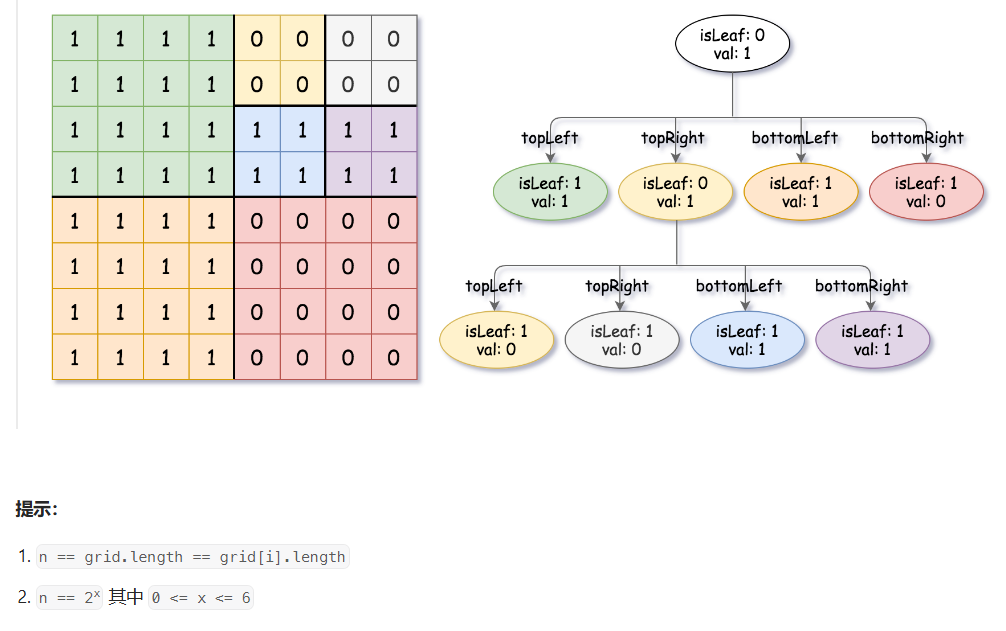 1 1 1 1 0 0 0 0
1 1 1 1 0 0 0 0
1 1 1 1 1 1 1 1
1 1 1 1 1 1 1 1
1 1 1 1 0 0 0 0
1 1 1 1 0 0 0 0
1 1 1 1 0 0 0 0
1 1 1 1 0 0 0 0
isLeaf: 0
val: 1
topLeft topRight bottomLeft bottomRight
isLeaf: 1 isLeaf: 0 isLeaf: 1 isLeaf: 1
val: 1 val: 1 val: 1 val: 0
topLeft topRight bottomLeft bottomRight
isLeaf: 1 isLeaf: 1 isLeaf: 1 isLeaf: 1
val: 0 val: 0 val: 1 val: 1
提示：
1. n == grid.length == grid[i].length
2. n == 2ˣ 其中 0 <= x <= 6